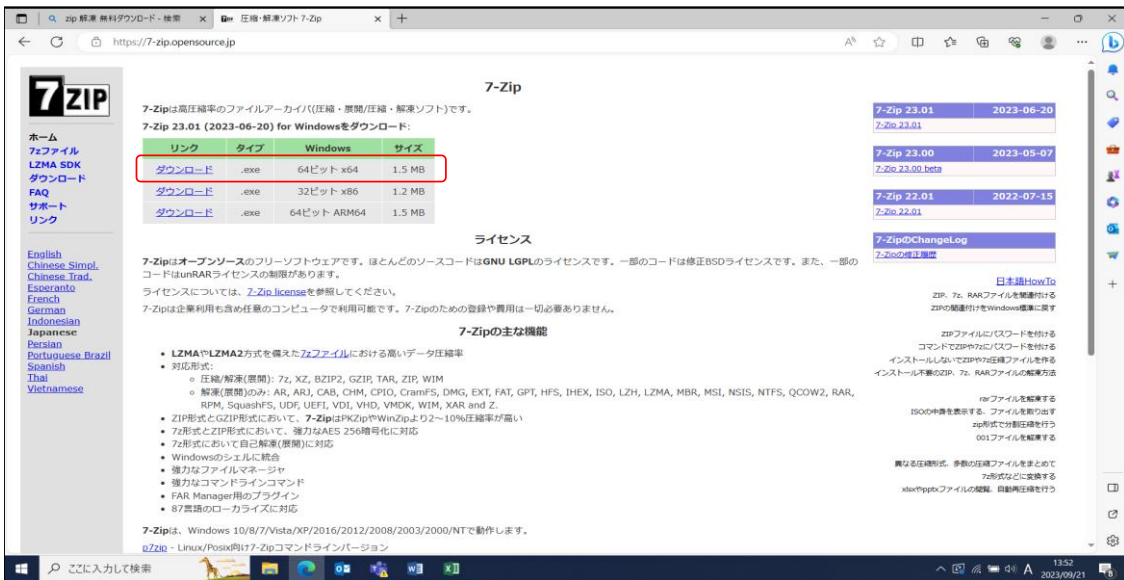 zip 解凍 無料ダウンロード - 検索
圧縮・解凍ソフト 7-Zip
https://7-zip.opensource.jp
7ZIP
ホーム
7zファイル
LZMA SDK
ダウンロード
FAQ
サポート
リンク
English
Chinese Simpl.
Chinese Trad.
Esperanto
French
German
Indonesian
Japanese
Persian
Portuguese Brazil
Spanish
Thai
Vietnamese
7-Zip
7-Zipは高圧縮率のファイルアーカイバ(圧縮・展開/圧縮・解凍ソフト)です。
7-Zip 23.01 (2023-06-20) for Windowsをダウンロード:
リンク タイプ Windows サイズ
ダウンロード .exe 64ビット x64 1.5 MB
ダウンロード .exe 32ビット x86 1.2 MB
ダウンロード .exe 64ビット ARM64 1.5 MB
ライセンス
7-Zipはオープンソースのフリーソフトウェアです。ほとんどのソースコードはGNU LGPLのライセンスです。一部のコードは修正BSDライセンスです。また、一部の
コードはunRARライセンスの制限があります。
ライセンスについては、7-Zip licenseを参照してください。
7-Zipは企業利用も含め任意のコンピュータで利用可能です。7-Zipのための登録や費用は一切必要ありません。
7-Zipの主な機能
• LZMAやLZMA2方式を備えた7zファイルにおける高いデータ圧縮率
• 対応形式:
○ 圧縮/解凍(展開): 7z, XZ, BZIP2, GZIP, TAR, ZIP, WIM
○ 解凍(展開)のみ: AR, ARJ, CAB, CHM, CPIO, CramFS, DMG, EXT, FAT, GPT, HFS, IHEX, ISO, LZH, LZMA, MBR, MSI, NSIS, NTFS, QCOW2, RAR,
RPM, SquashFS, UDF, UEFI, VDI, VHD, VMDK, WIM, XAR and Z.
• ZIP形式とGZIP形式において、7-ZipはPKZipやWinZipより2～10%圧縮率が高い
• 7z形式とZIP形式において、強力なAES 256暗号化に対応
• 7z形式において自己解凍(展開)に対応
• Windowsのシェルに統合
• 強力なファイルマネージャ
• 強力なコマンドラインコマンド
• FAR Manager用のプラグイン
• 87言語のローカライズに対応
7-Zipは、Windows 10/8/7/Vista/XP/2016/2012/2008/2003/2000/NTで動作します。
p7zip - Linux/Posix向け7-Zipコマンドラインバージョン
7-Zip 23.01 2023-06-20
7-Zip 23.01
7-Zip 23.00 2023-05-07
7-Zip 23.00 beta
7-Zip 22.01 2022-07-15
7-Zip 22.01
7-ZipのChangeLog
7-Zipの修正履歴
日本語HowTo
ZIP、7z、RARファイルを関連付ける
ZIPの関連付けをWindows標準に戻す
ZIPファイルにパスワードを付ける
コマンドでZIPや7zにパスワードを付ける
インストールしないでZIPや7z圧縮ファイルを作る
インストール不要のZIP、7z、RARファイルの解凍方法
rarファイルを解凍する
ISOの中身を表示する、ファイルを取り出す
zip形式で分割圧縮を行う
001ファイルを解凍する
異なる圧縮形式、多数の圧縮ファイルをまとめて
7z形式などに変換する
xlsxやpptxファイルの閲覧、自動再圧縮を行う
ここに入力して検索
A
13:52
2023/09/21